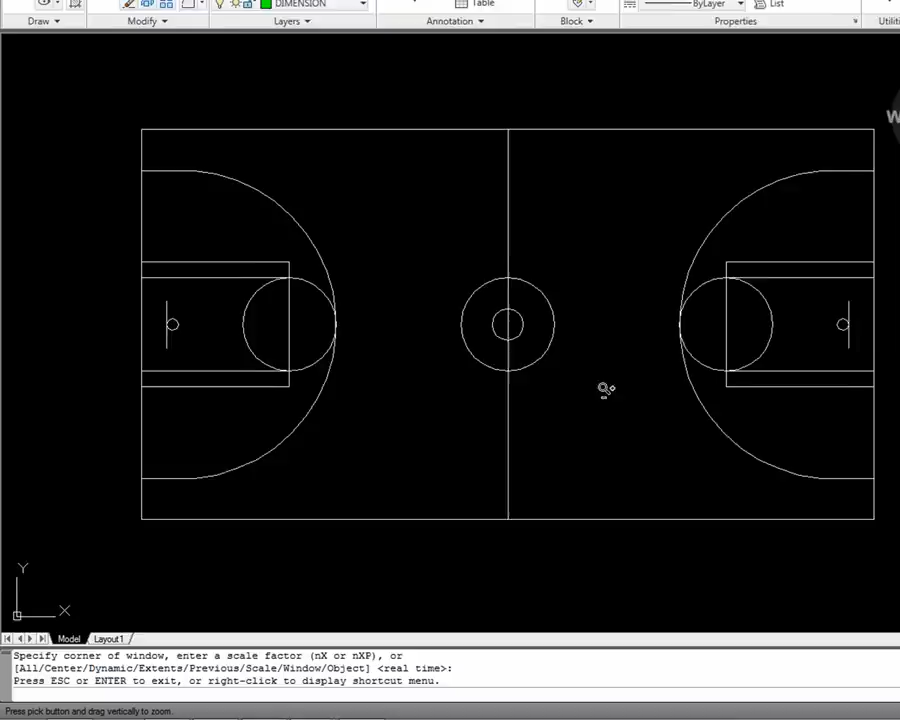 DIMENSION
Table
ByLayer
List
Draw
Modify
Layers
Annotation
Block
Properties
W
Y
X
Model
Layout1
Specify corner of window, enter a scale factor (nX or nXP), or
[All/Center/Dynamic/Extents/Previous/Scale/Window/Object] <real time>:
Press ESC or ENTER to exit, or right-click to display shortcut menu.
Press pick button and drag vertically to zoom.